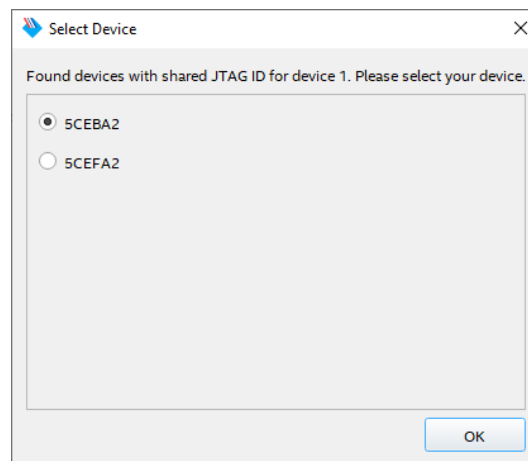 Select Device
Found devices with shared JTAG ID for device 1. Please select your device.
5CEBA2
5CEFA2
OK